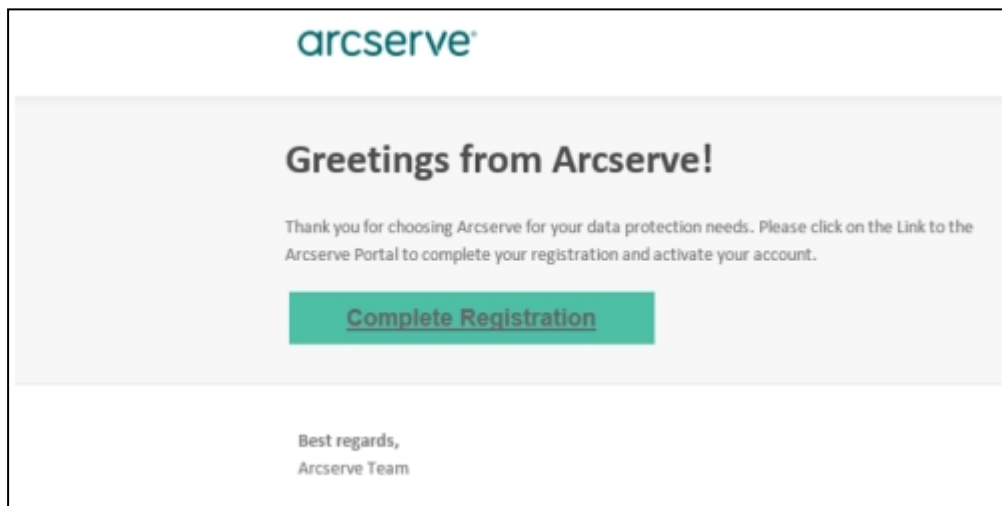 arcserve
Greetings from Arcserve!
Thank you for choosing Arcserve for your data protection needs. Please click on the Link to the
Arcserve Portal to complete your registration and activate your account.
Complete Registration
Best regards,
Arcserve Team